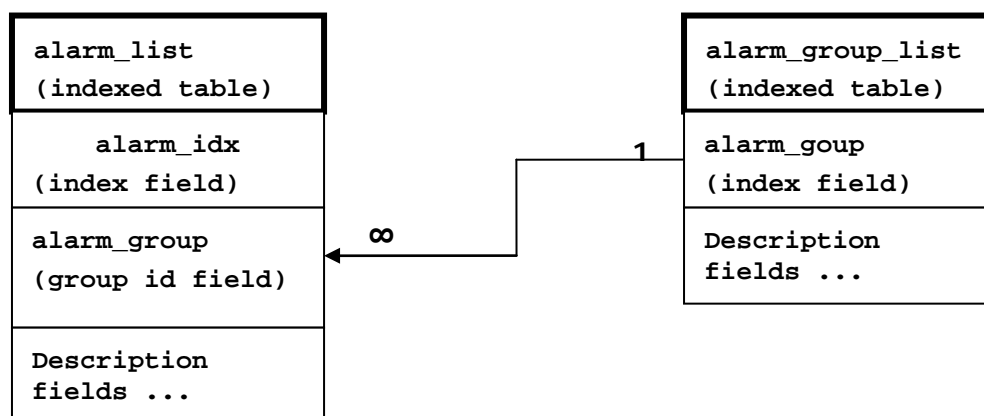 alarm_list
(indexed table)
alarm_idx
(index field)
alarm_group
(group id field)
Description
fields ...
∞
1
alarm_group_list
(indexed table)
alarm_goup
(index field)
Description
fields ...